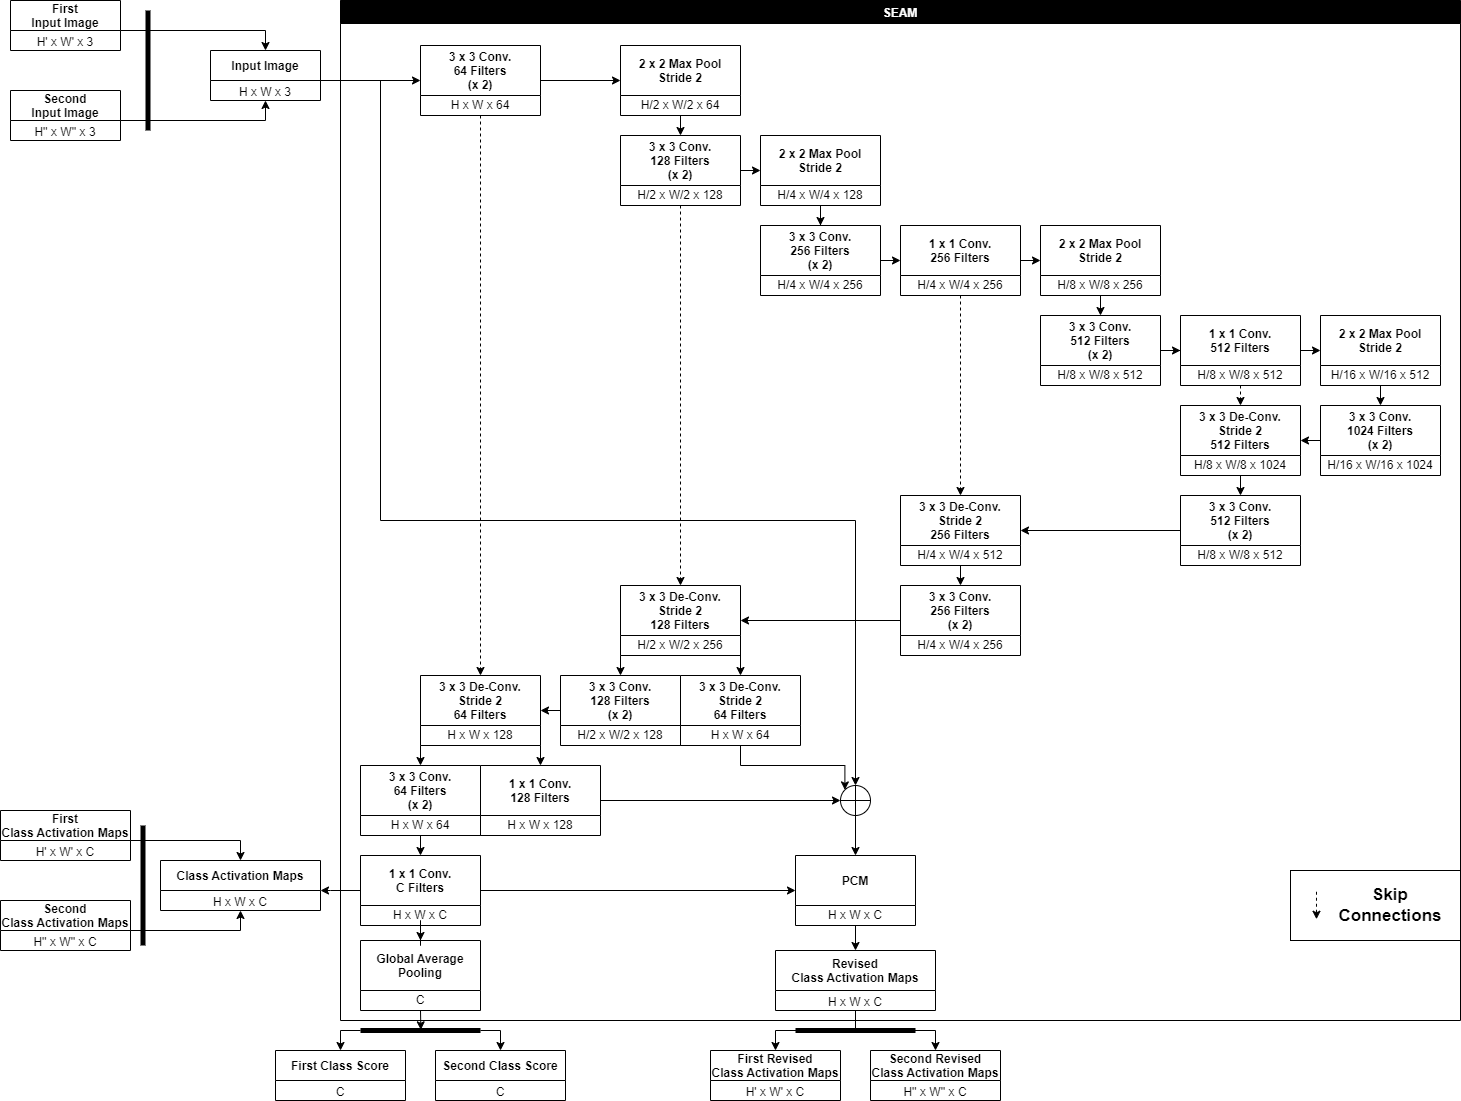 First
Input Image
H' x W' x 3
Second
Input Image
H" x W" x 3
Input Image
H x W x 3
SEAM
3 x 3 Conv.
64 Filters
(x 2)
H x W x 64
2 x 2 Max Pool
Stride 2
H/2 x W/2 x 64
3 x 3 Conv.
128 Filters
(x 2)
H/2 x W/2 x 128
2 x 2 Max Pool
Stride 2
H/4 x W/4 x 128
3 x 3 Conv.
256 Filters
(x 2)
H/4 x W/4 x 256
1 x 1 Conv.
256 Filters
H/4 x W/4 x 256
2 x 2 Max Pool
Stride 2
H/8 x W/8 x 256
3 x 3 Conv.
512 Filters
(x 2)
H/8 x W/8 x 512
1 x 1 Conv.
512 Filters
H/8 x W/8 x 512
2 x 2 Max Pool
Stride 2
H/16 x W/16 x 512
3 x 3 De-Conv.
Stride 2
512 Filters
H/8 x W/8 x 1024
3 x 3 Conv.
1024 Filters
(x 2)
H/16 x W/16 x 1024
3 x 3 De-Conv.
Stride 2
256 Filters
H/4 x W/4 x 512
3 x 3 Conv.
512 Filters
(x 2)
H/8 x W/8 x 512
3 x 3 De-Conv.
Stride 2
128 Filters
H/2 x W/2 x 256
3 x 3 Conv.
256 Filters
(x 2)
H/4 x W/4 x 256
3 x 3 De-Conv.
Stride 2
64 Filters
H x W x 128
3 x 3 Conv.
128 Filters
(x 2)
H/2 x W/2 x 128
3 x 3 De-Conv.
Stride 2
64 Filters
H x W x 64
3 x 3 Conv.
64 Filters
(x 2)
H x W x 64
1 x 1 Conv.
128 Filters
H x W x 128
First
Class Activation Maps
H' x W' x C
Second
Class Activation Maps
H" x W" x C
Class Activation Maps
H x W x C
1 x 1 Conv.
C Filters
H x W x C
PCM
H x W x C
Skip
Connections
Global Average
Pooling
C
Revised
Class Activation Maps
H x W x C
First Class Score
C
Second Class Score
C
First Revised
Class Activation Maps
H' x W' x C
Second Revised
Class Activation Maps
H" x W" x C